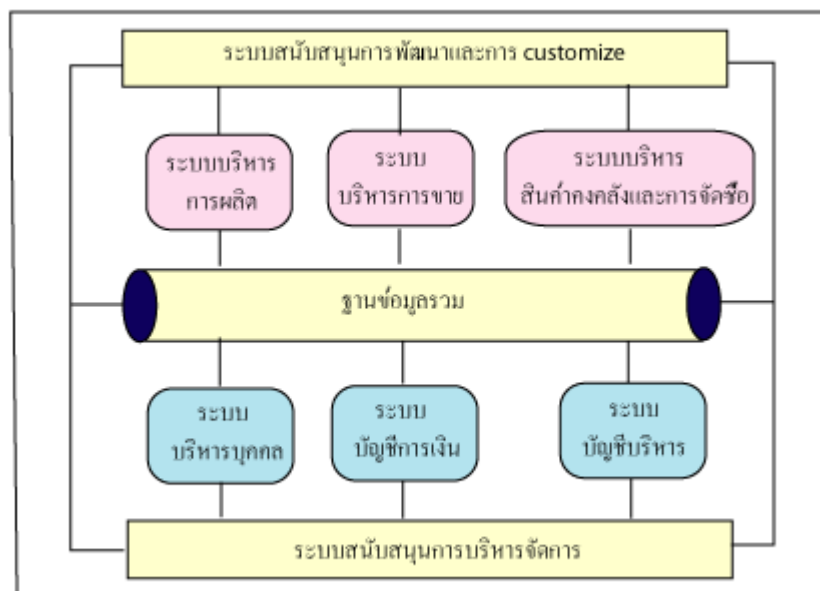 ระบบสนับสนุนการพัฒนาและการ customize
ระบบบริหาร
การผลิต
ระบบ
บริหารการขาย
ระบบบริหาร
สินค้าคงคลังและการจัดซื้อ
ฐานข้อมูลรวม
ระบบ
บริหารบุคคล
ระบบ
บัญชีการเงิน
ระบบ
บัญชีบริหาร
ระบบสนับสนุนการบริหารจัดการ